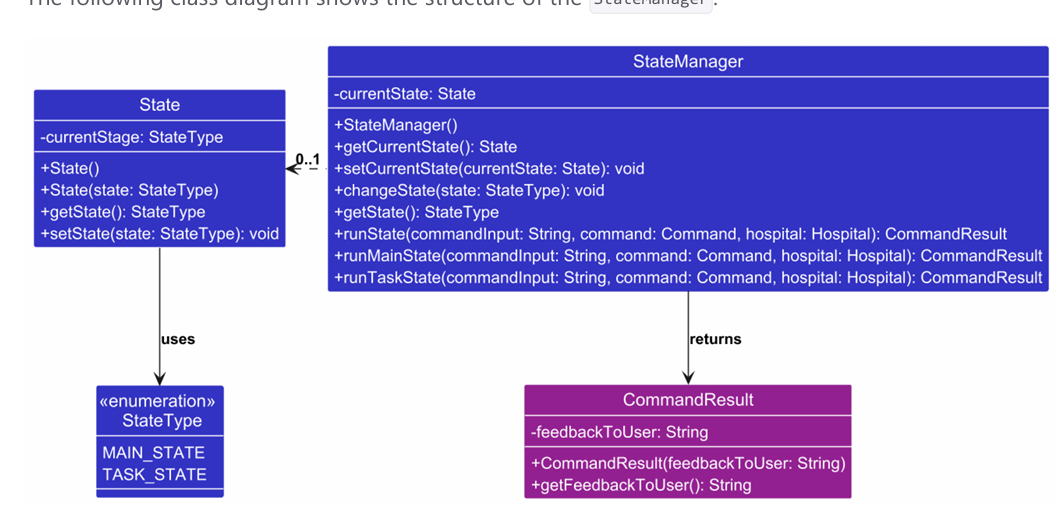 The following class diagram shows the structure of the StateManager.
StateManager
-currentState: State
+StateManager()
+getCurrentState(): State
+setCurrentState(currentState: State): void
+changeState(state: StateType): void
+getState(): StateType
+runState(commandInput: String, command: Command, hospital: Hospital): CommandResult
+runMainState(commandInput: String, command: Command, hospital: Hospital): CommandResult
+runTaskState(commandInput: String, command: Command, hospital: Hospital): CommandResult
State
-currentStage: StateType
+State()
+State(state: StateType)
+getState(): StateType
+setState(state: StateType): void
0..1
uses
returns
«enumeration»
StateType
MAIN_STATE
TASK_STATE
CommandResult
-feedbackToUser: String
+CommandResult(feedbackToUser: String)
+getFeedbackToUser(): String